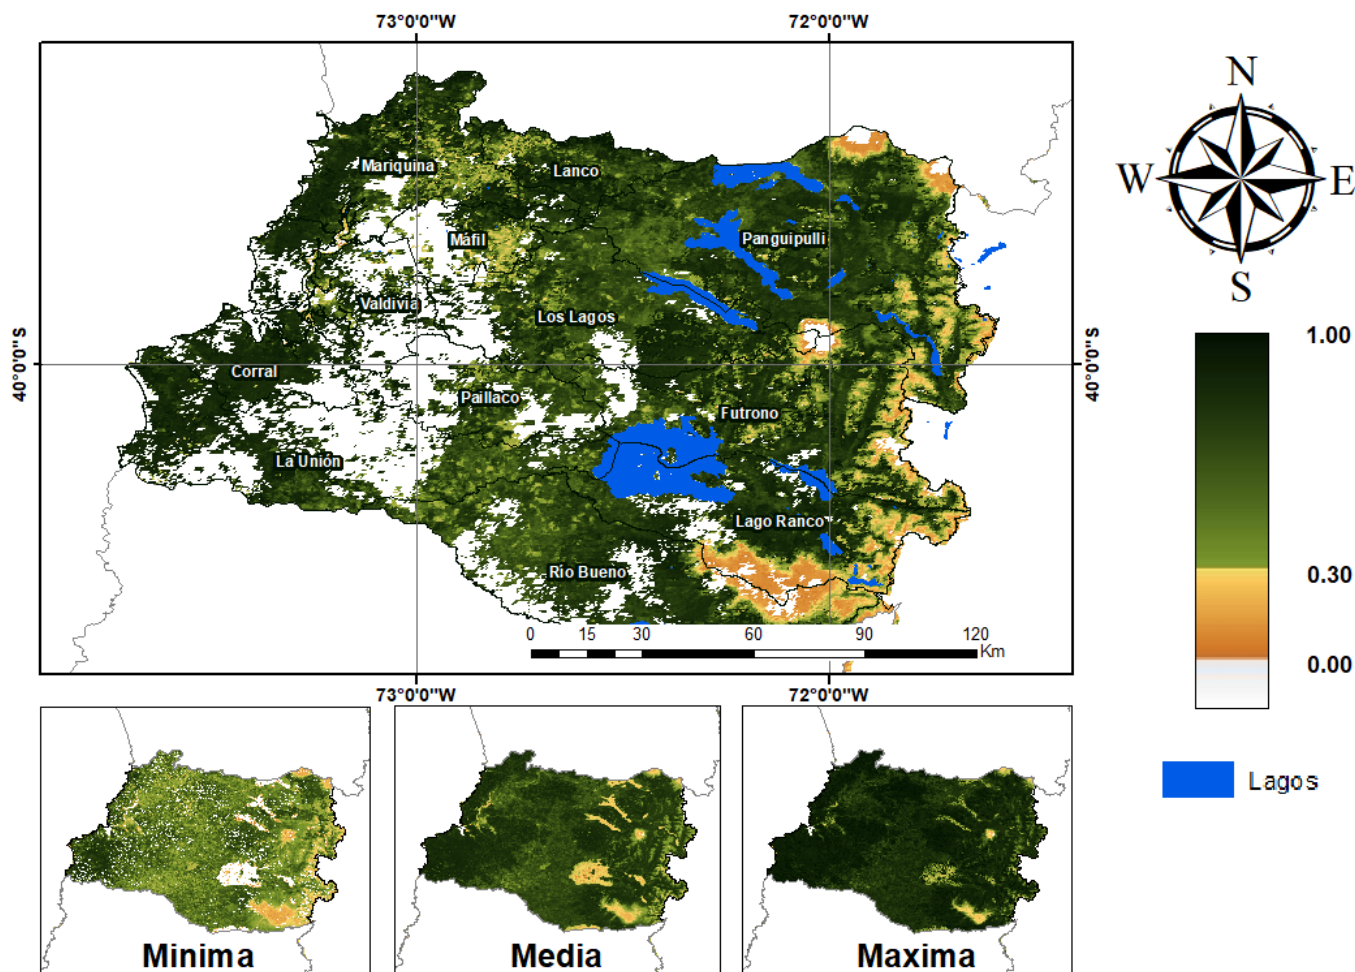 73°0'0"W 72°0'0"W
N
W E
S
Mariquina
Lanco
Máfil
Panguipulli
Valdivia
Los Lagos
40°0'0"S 40°0'0"S
Corral
Paillaco
Futrono
La Unión
Lago Ranco
Río Bueno
0 15 30 60 90 120
Km
73°0'0"W 72°0'0"W
1.00
0.30
0.00
Lagos
Minima
Media
Maxima